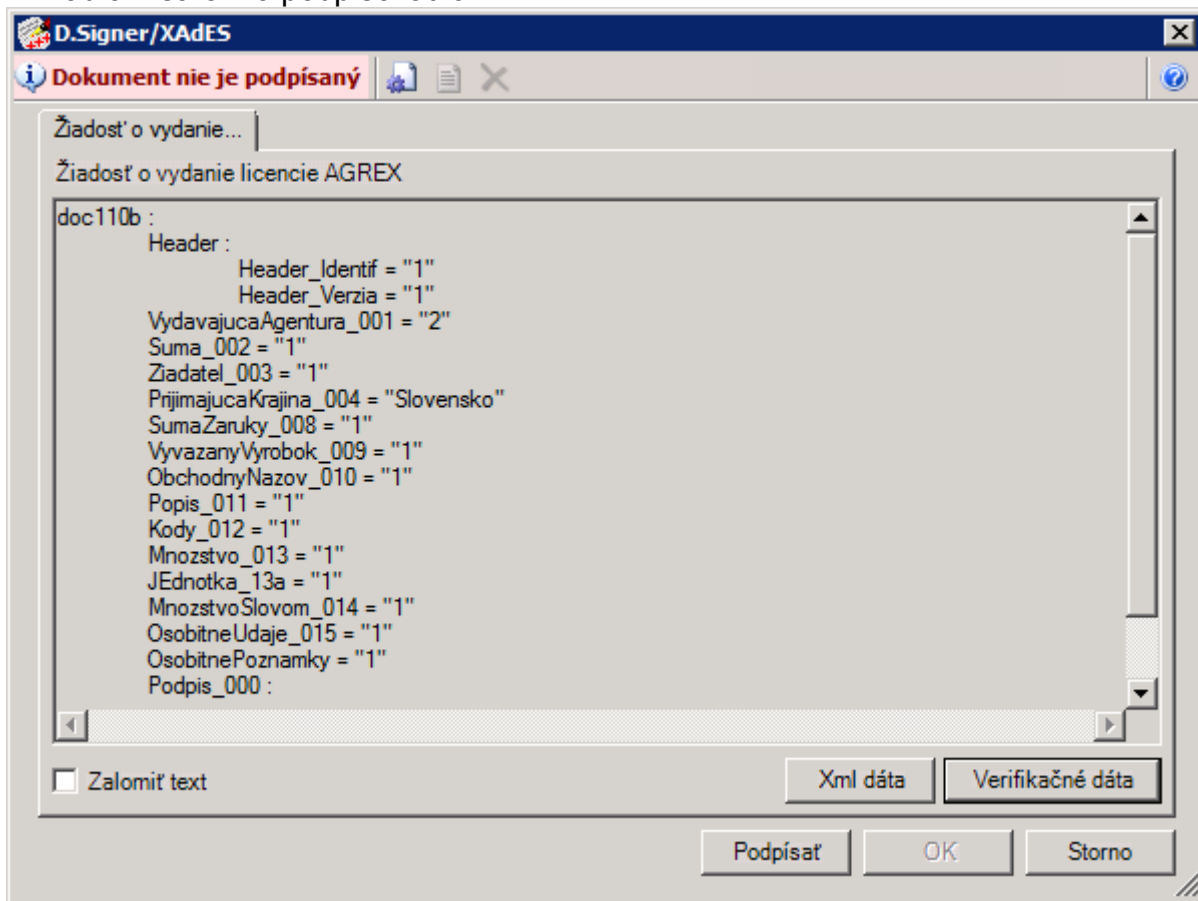 D.Signer/XAdES
Dokument nie je podpísaný
Žiadosť o vydanie...
Žiadosť o vydanie licencie AGREX
doc110b :
Header :
Header_Identif = "1"
Header_Verzia = "1"
VydavajucaAgentura_001 = "2"
Suma_002 = "1"
Ziadatel_003 = "1"
PrijimajucaKrajina_004 = "Slovensko"
SumaZaruky_008 = "1"
VyvazanyVyrobok_009 = "1"
ObchodnyNazov_010 = "1"
Popis_011 = "1"
Kody_012 = "1"
Mnozstvo_013 = "1"
JEdnotka_13a = "1"
MnozstvoSlovom_014 = "1"
OsobitneUdaje_015 = "1"
OsobitnePoznamky = "1"
Podpis_000 :
Zalomiť text
Xml dáta
Verifikačné dáta
Podpísať
OK
Storno